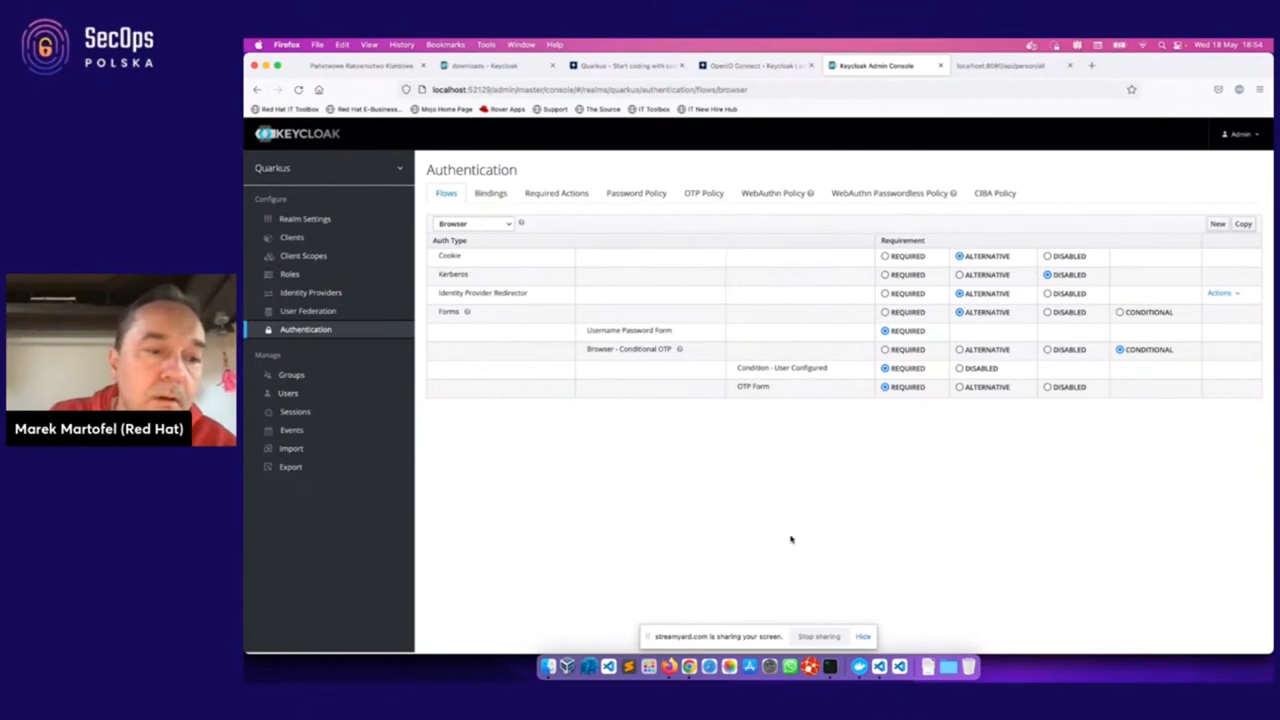 SecOps
POLSKA
Firefox File Edit View History Bookmarks Tools Window Help
Wed 18 May 18:54
Państwowe Ratownictwo Kłódkowe
downloads - Keycloak
Quarkus - Start coding with co
OpenID Connect › Keycloak (
Keycloak Admin Console
localhost:8080/api/person/all
localhost:52129/admin/master/console/#/realms/quarkus/authentication/flows/browser
Red Hat IT Toolbox Red Hat E-Business... Mojo Home Page Rover Apps Support The Source IT Toolbox IT New Hire Hub
KEYCLOAK
Admin
Quarkus
Configure
Realm Settings
Clients
Client Scopes
Roles
Identity Providers
User Federation
Authentication
Manage
Groups
Users
Sessions
Events
Import
Export
Authentication
Flows Bindings Required Actions Password Policy OTP Policy WebAuthn Policy WebAuthn Passwordless Policy CIBA Policy
Browser New Copy
Auth Type Requirement
Cookie REQUIRED ALTERNATIVE DISABLED
Kerberos REQUIRED ALTERNATIVE DISABLED
Identity Provider Redirector REQUIRED ALTERNATIVE DISABLED Actions
Forms REQUIRED ALTERNATIVE DISABLED CONDITIONAL
Username Password Form REQUIRED
Browser - Conditional OTP REQUIRED ALTERNATIVE DISABLED CONDITIONAL
Condition - User Configured REQUIRED DISABLED
OTP Form REQUIRED ALTERNATIVE DISABLED
Marek Martofel (Red Hat)
streamyard.com is sharing your screen. Stop sharing Hide